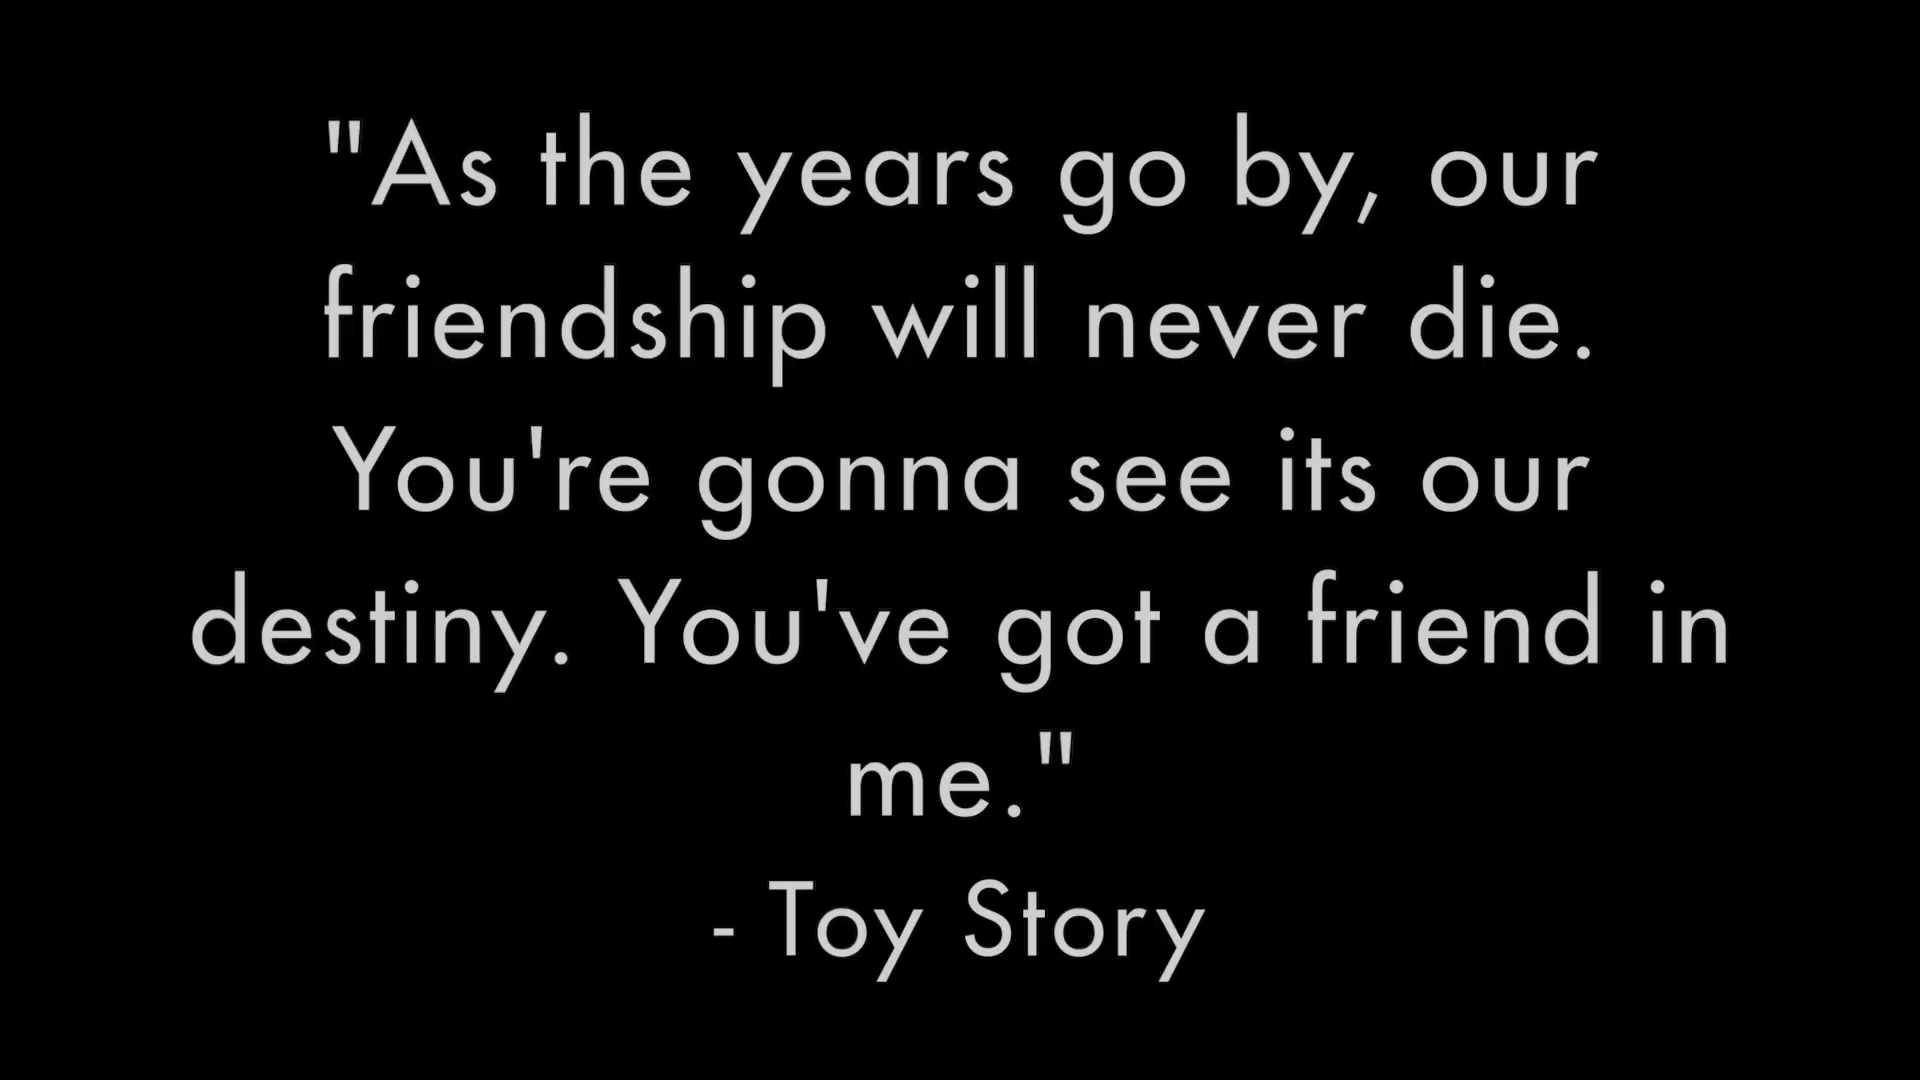 "As the years go by, our
friendship will never die.
You're gonna see its our
destiny. You've got a friend in
me."
- Toy Story